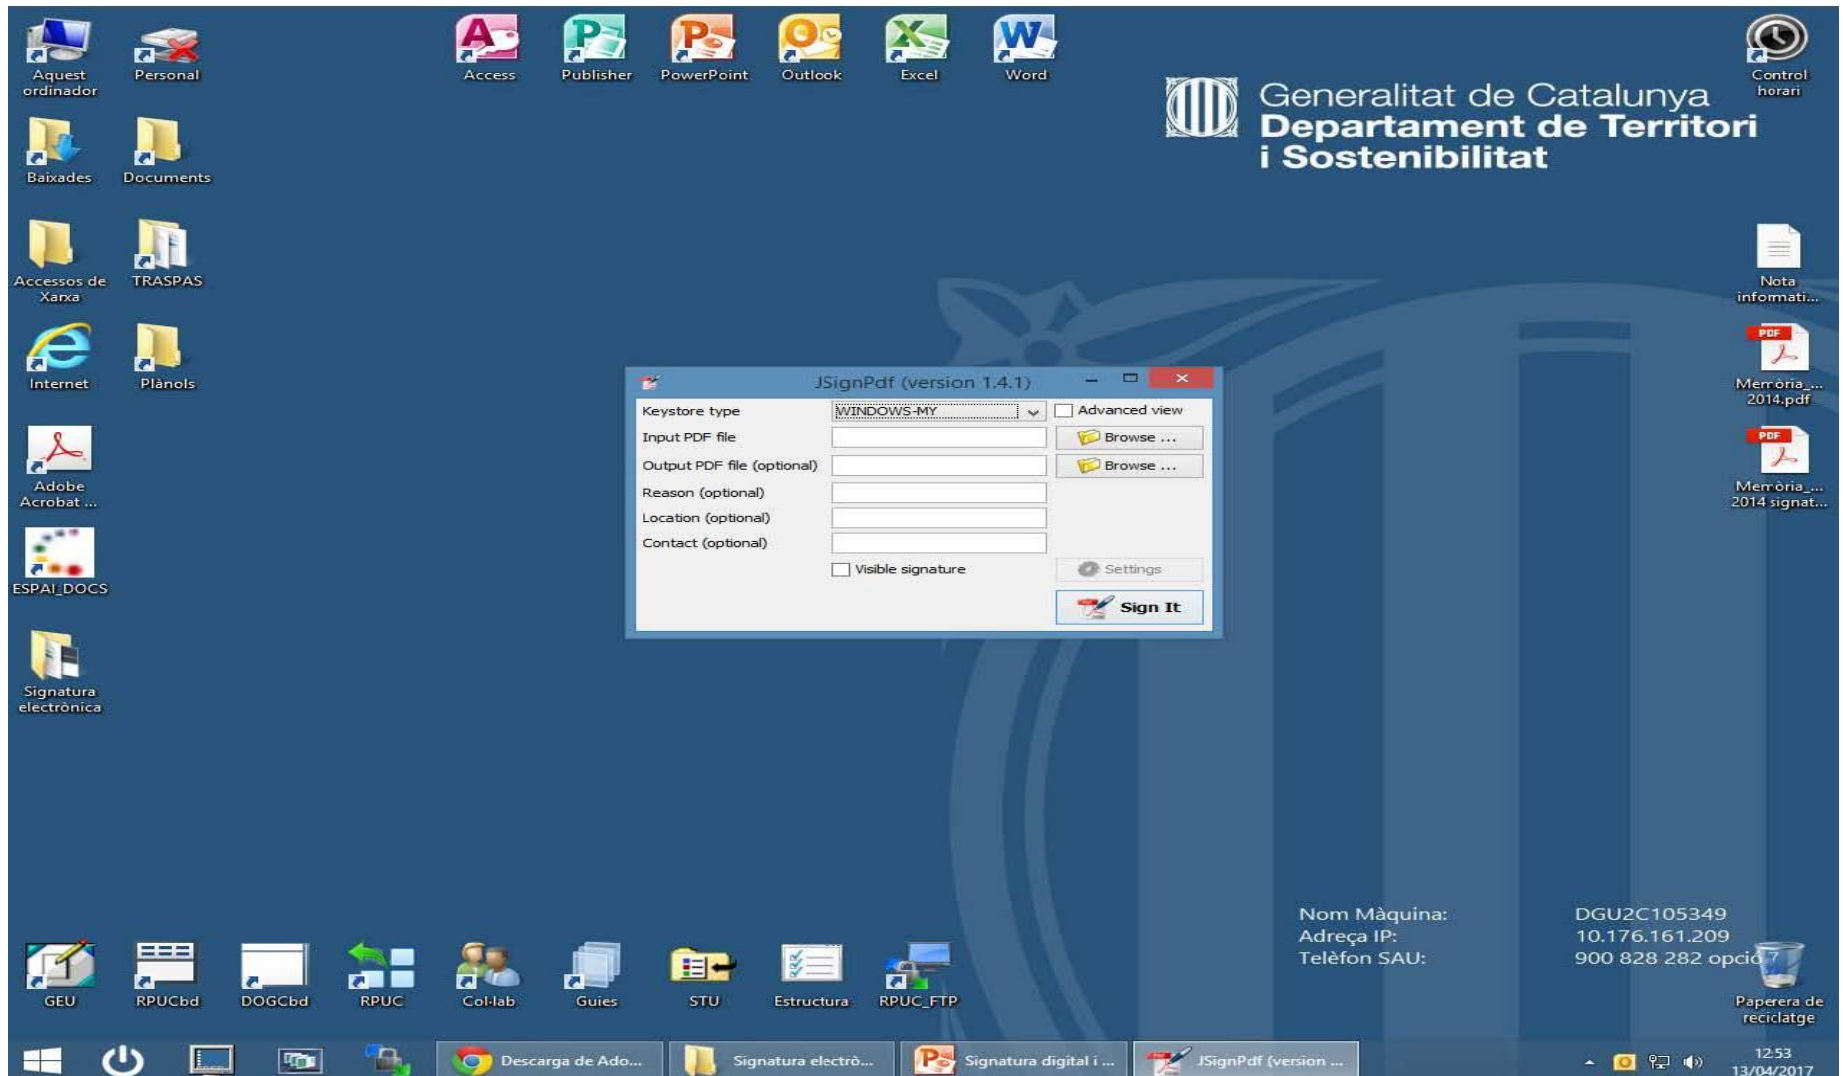 Aquest
ordinador
Personal
Access
Publisher
PowerPoint
Outlook
Excel
Word
Control
horari
Generalitat de Catalunya
Departament de Territori
i Sostenibilitat
Baixades
Documents
Accessos de
Xarxa
TRASPAS
Nota
informati...
Internet
Plànols
PDF
Memòria_...
2014.pdf
Adobe
Acrobat ...
PDF
Memòria_...
2014 signat...
ESPAI_DOCS
Signatura
electrònica
JSignPdf (version 1.4.1)
Keystore type
WINDOWS-MY
Advanced view
Input PDF file
Browse ...
Output PDF file (optional)
Browse ...
Reason (optional)
Location (optional)
Contact (optional)
Visible signature
Settings
Sign It
Nom Màquina: DGU2C105349
Adreça IP: 10.176.161.209
Telèfon SAU: 900 828 282 opció 7
GEU
RPUCbd
DOGCbd
RPUC
Col·lab
Guies
STU
Estructura
RPUC_FTP
Paperera de
reciclatge
Descarga de Ado...
Signatura electrò...
Signatura digital i ...
JSignPdf (version ...
12:53
13/04/2017